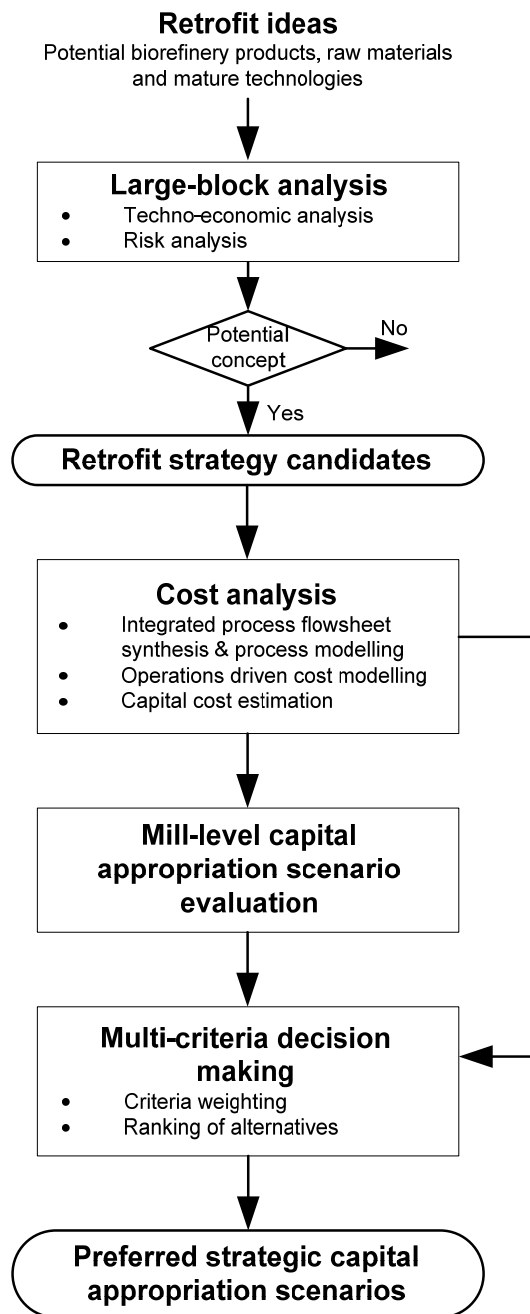 Retrofit ideas
Potential biorefinery products, raw materials
and mature technologies
Large-block analysis
• Techno-economic analysis
• Risk analysis
Potential
concept
No
Yes
Retrofit strategy candidates
Cost analysis
• Integrated process flowsheet
synthesis & process modelling
• Operations driven cost modelling
• Capital cost estimation
Mill-level capital
appropriation scenario
evaluation
Multi-criteria decision
making
• Criteria weighting
• Ranking of alternatives
Preferred strategic capital
appropriation scenarios